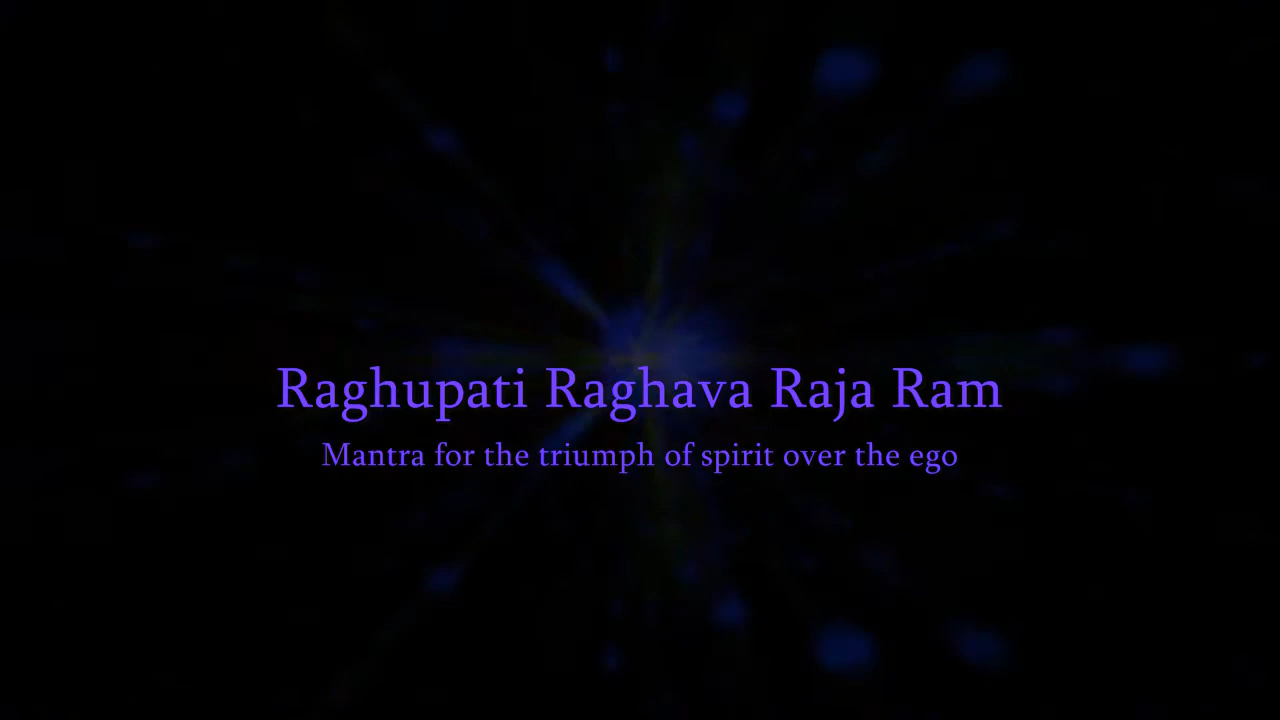 Raghupati Raghava Raja Ram
Mantra for the triumph of spirit over the ego